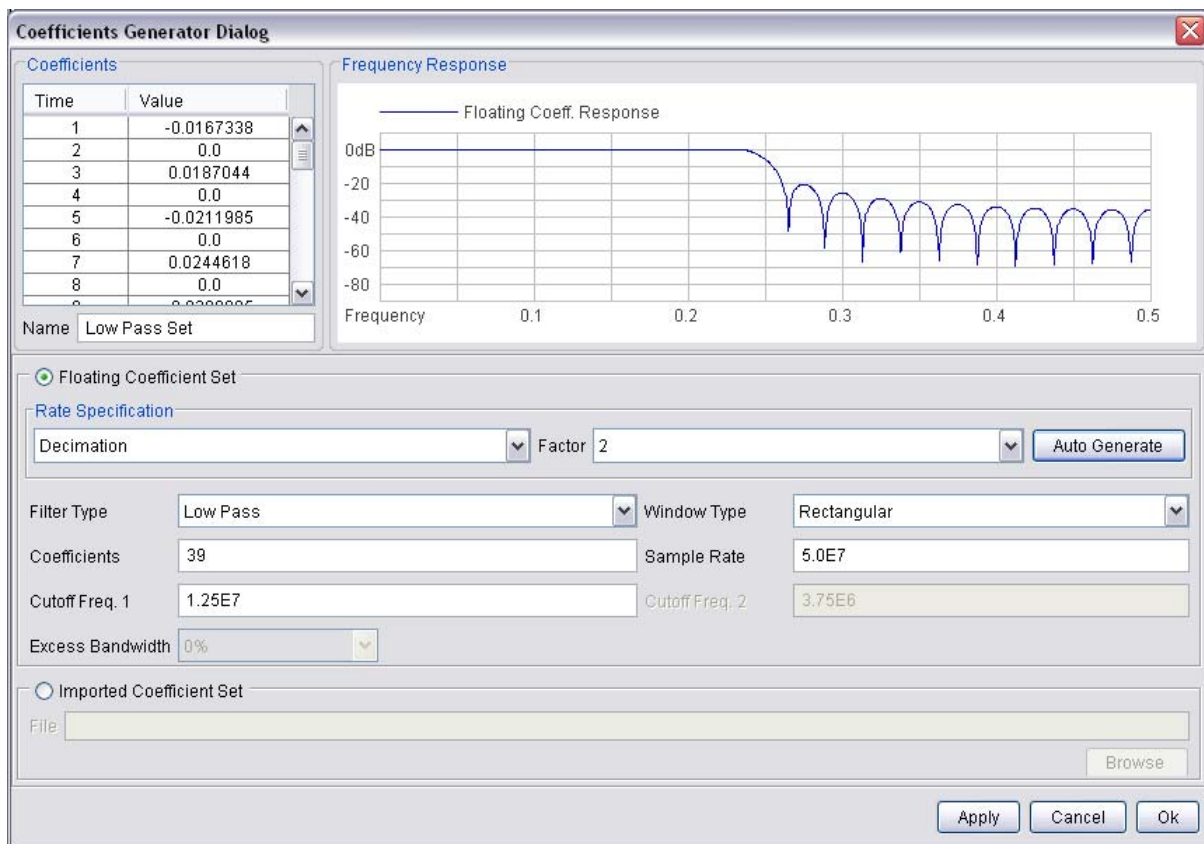 Coefficients Generator Dialog
Coefficients
Time Value
1 -0.0167338
2 0.0
3 0.0187044
4 0.0
5 -0.0211985
6 0.0
7 0.0244618
8 0.0
Name Low Pass Set
Frequency Response
Floating Coeff. Response
0dB
-20
-40
-60
-80
Frequency 0.1 0.2 0.3 0.4 0.5
Floating Coefficient Set
Rate Specification
Decimation Factor 2 Auto Generate
Filter Type Low Pass Window Type Rectangular
Coefficients 39 Sample Rate 5.0E7
Cutoff Freq. 1 1.25E7 Cutoff Freq. 2 3.75E6
Excess Bandwidth 0%
Imported Coefficient Set
File
Browse
Apply Cancel Ok